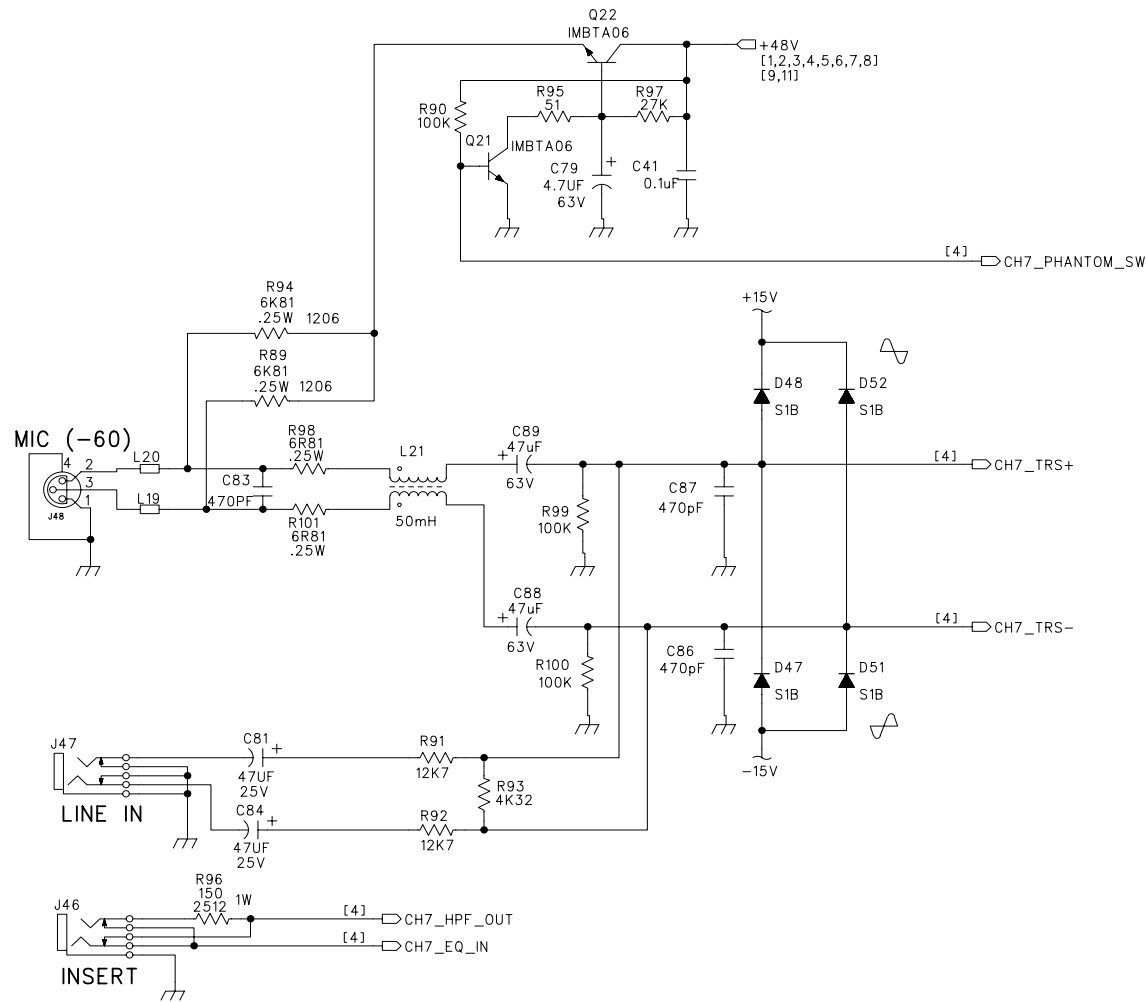 Q22
IMBTA06
+48V
[1,2,3,4,5,6,7,8]
[9,11]
R90
100K
R95
51
R97
27K
Q21
IMBTA06
C79
4.7UF
63V
+
C41
0.1uF
[4]
CH7_PHANTOM_SW
R94
6K81
.25W 1206
R89
6K81
.25W 1206
+15V
D48
S1B
D52
S1B
MIC (-60)
4
2
3
1
J48
L20
L19
C83
470PF
R98
6R81
.25W
R101
6R81
.25W
L21
50mH
C89
47uF
+
63V
R99
100K
C87
470pF
[4]
CH7_TRS+
C88
47uF
+
63V
R100
100K
C86
470pF
[4]
CH7_TRS-
D47
S1B
D51
S1B
-15V
J47
LINE IN
C81
+
47UF
25V
C84
+
47UF
25V
R91
12K7
R93
4K32
R92
12K7
J46
INSERT
R96
150
2512
1W
[4]
CH7_HPF_OUT
[4]
CH7_EQ_IN